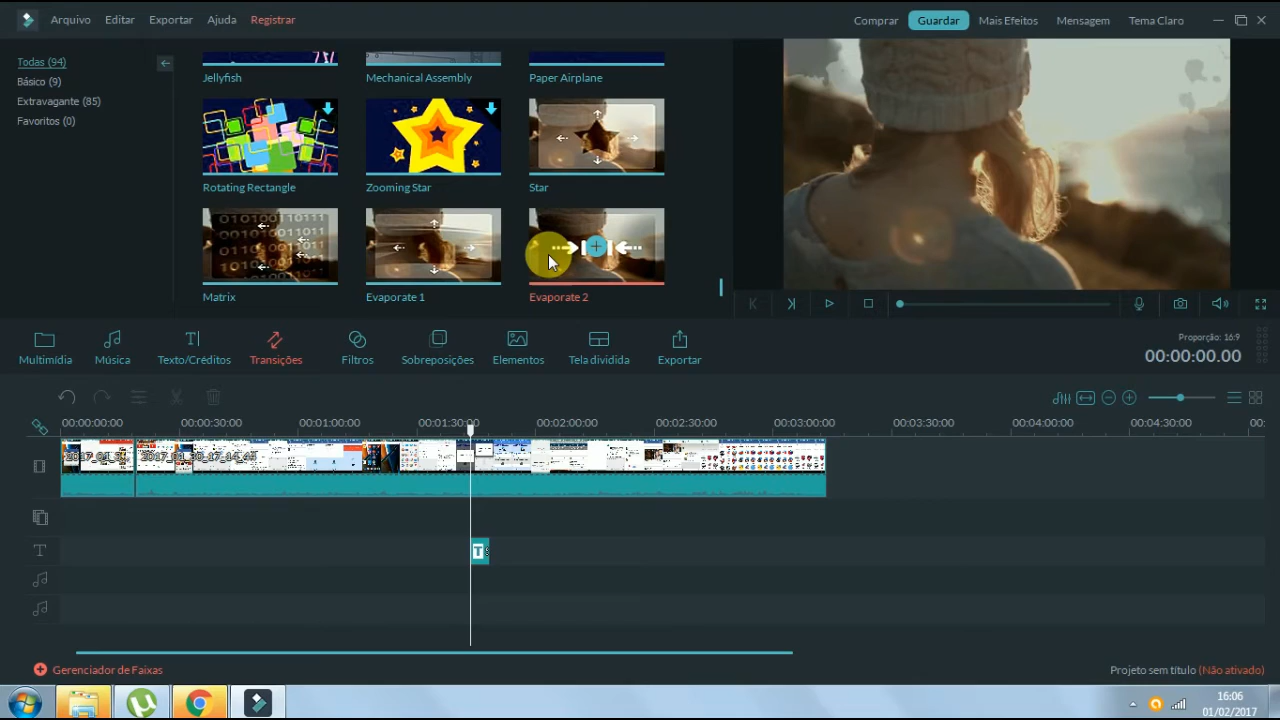 Arquivo Editar Exportar Ajuda Registrar Comprar Guardar Mais Efeitos Mensagem Tema Claro
Todas (94)
Básico (9)
Extravagante (85)
Favoritos (0)
Jellyfish Mechanical Assembly Paper Airplane
Rotating Rectangle Zooming Star Star
Matrix Evaporate 1 Evaporate 2
Multimídia Música Texto/Créditos Transições Filtros Sobreposições Elementos Tela dividida Exportar
Proporção: 16:9
00:00:00.00
00:00:00:00 00:00:30:00 00:01:00:00 00:01:30:00 00:02:00:00 00:02:30:00 00:03:00:00 00:03:30:00 00:04:00:00 00:04:30:00 00:
T
Gerenciador de Faixas
Projeto sem título (Não ativado)
16:06
01/02/2017